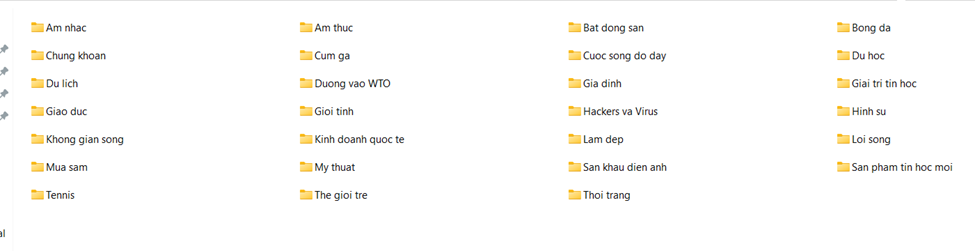 Am nhac Am thuc Bat dong san Bong da
Chung khoan Cum ga Cuoc song do day Du hoc
Du lich Duong vao WTO Gia dinh Giai tri tin hoc
Giao duc Gioi tinh Hackers va Virus Hinh su
Khong gian song Kinh doanh quoc te Lam dep Loi song
Mua sam My thuat San khau dien anh San pham tin hoc moi
Tennis The gioi tre Thoi trang
al